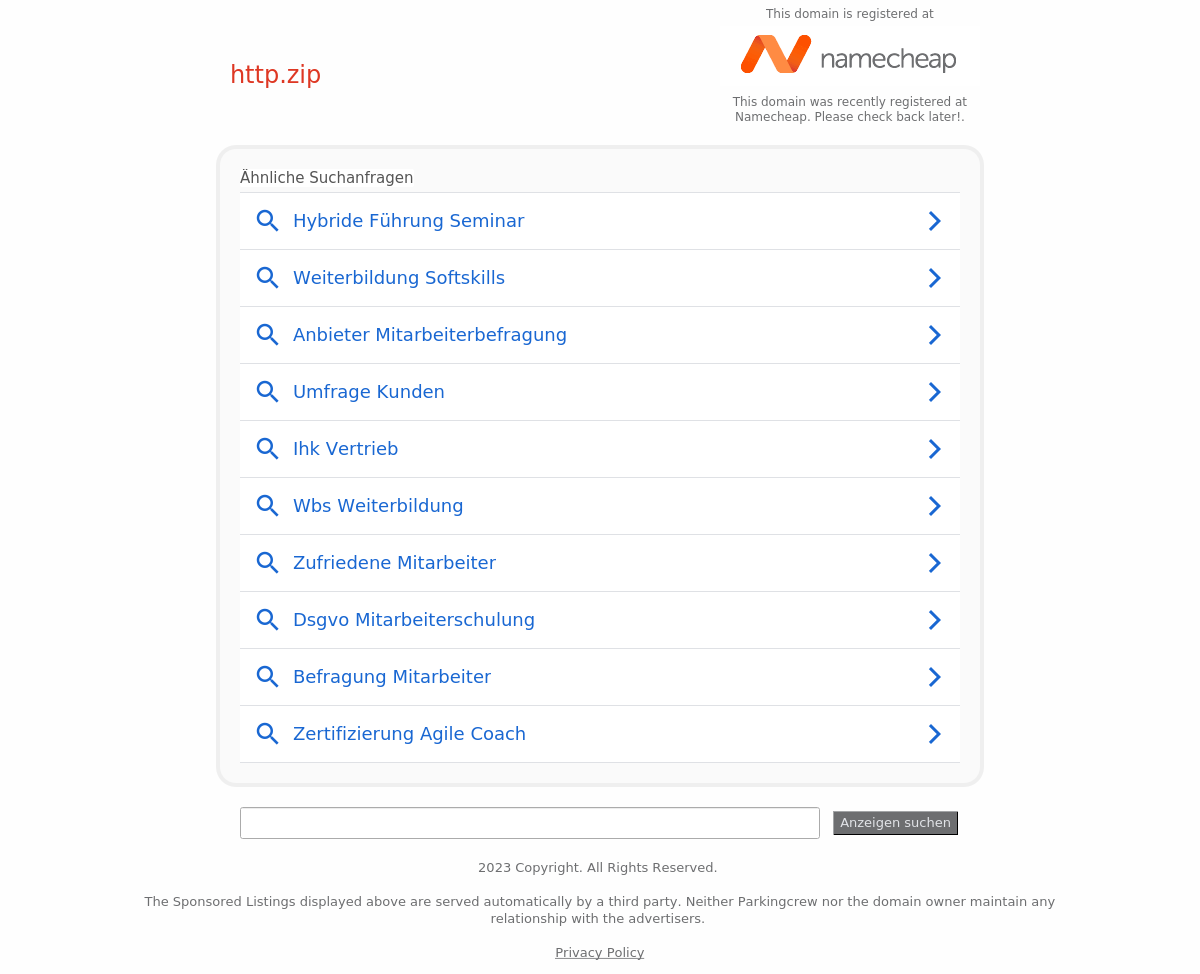 This domain is registered at
namecheap
http.zip
This domain was recently registered at
Namecheap. Please check back later!.
Ähnliche Suchanfragen
Hybride Führung Seminar
Weiterbildung Softskills
Anbieter Mitarbeiterbefragung
Umfrage Kunden
Ihk Vertrieb
Wbs Weiterbildung
Zufriedene Mitarbeiter
Dsgvo Mitarbeiterschulung
Befragung Mitarbeiter
Zertifizierung Agile Coach
Anzeigen suchen
2023 Copyright. All Rights Reserved.
The Sponsored Listings displayed above are served automatically by a third party. Neither Parkingcrew nor the domain owner maintain any
relationship with the advertisers.
Privacy Policy